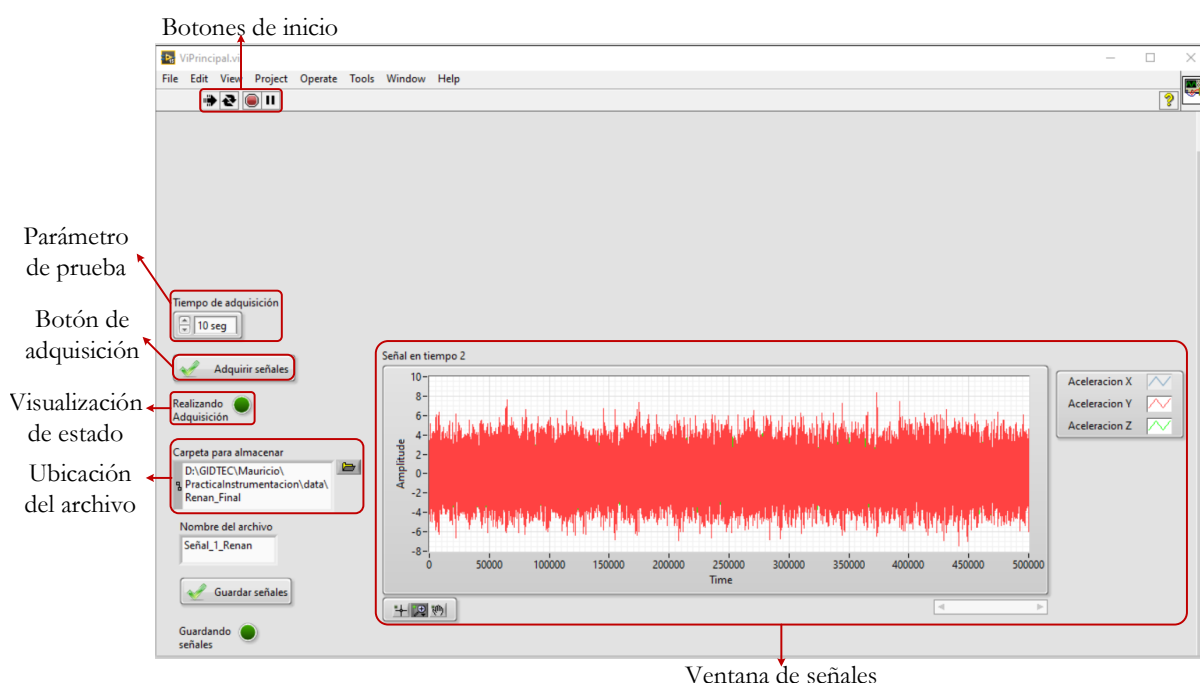 Botones de inicio
ViPrincipal.vi
File Edit View Project Operate Tools Window Help
?
Parámetro
de prueba
Tiempo de adquisición
10 seg
Botón de
adquisición
Adquirir señales
Visualización
de estado
Realizando
Adquisición
Ubicación
del archivo
Carpeta para almacenar
D:\GIDTEC\Mauricio\
PracticaInstrumentacion\data\
Renan_Final
Nombre del archivo
Señal_1_Renan
Guardar señales
Guardando
señales
Señal en tiempo 2
Amplitude
10
8
6
4
2
0
-2
-4
-6
-8
0 50000 100000 150000 200000 250000 300000 350000 400000 450000 500000
Time
Aceleracion X
Aceleracion Y
Aceleracion Z
Ventana de señales